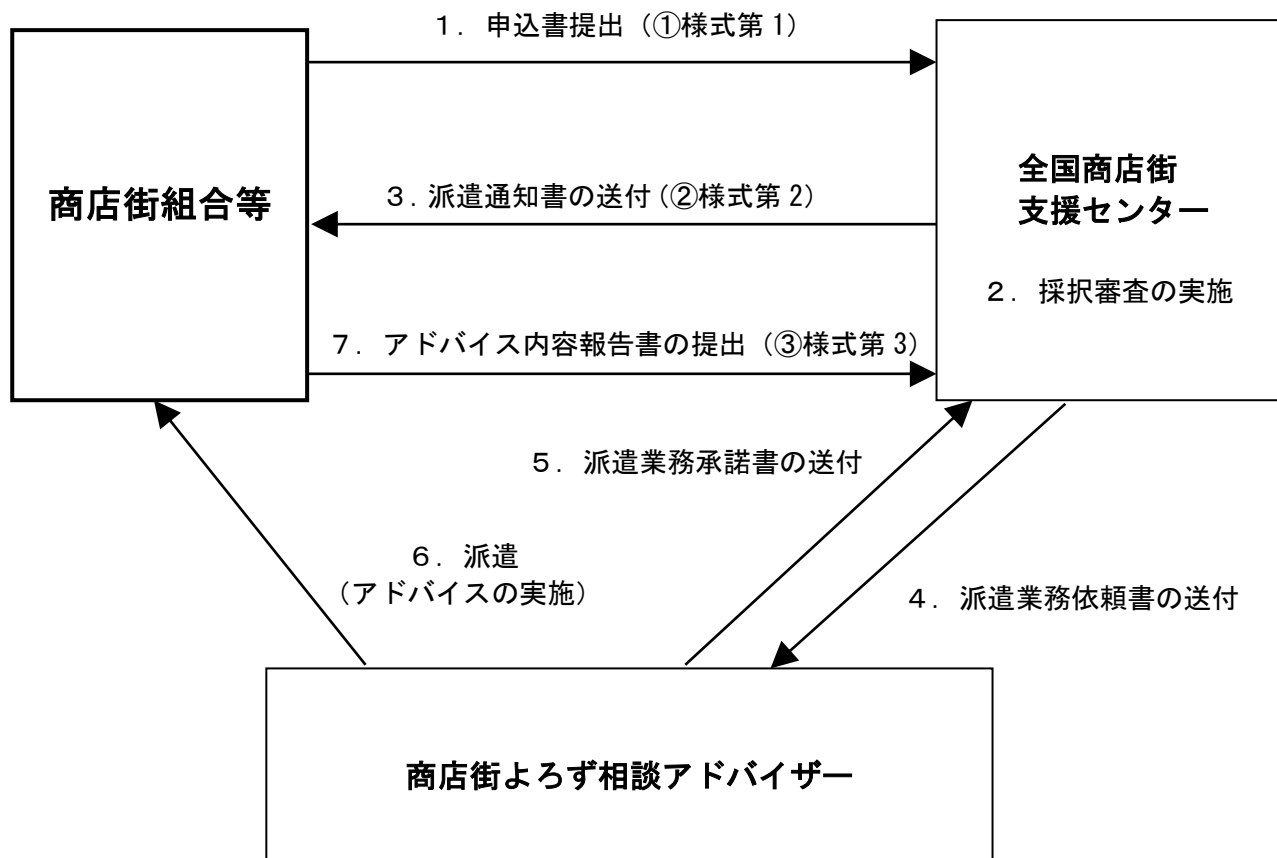 １．申込書提出（①様式第１）
商店街組合等
全国商店街
支援センター
３．派遣通知書の送付（②様式第２）
２．採択審査の実施
７．アドバイス内容報告書の提出（③様式第３）
５．派遣業務承諾書の送付
６．派遣
（アドバイスの実施）
４．派遣業務依頼書の送付
商店街よろず相談アドバイザー